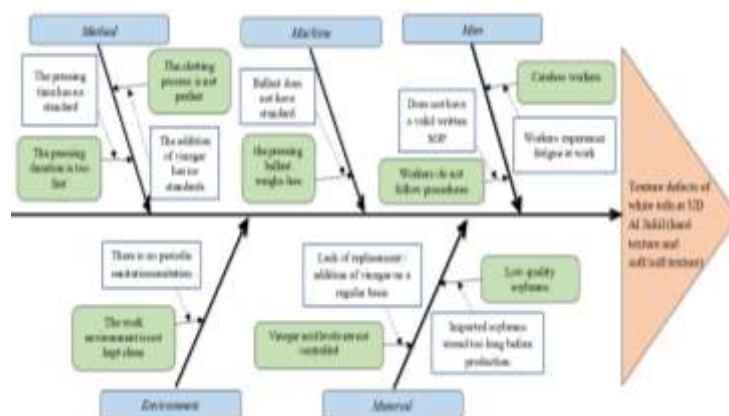 Method
Machine
Man
The pressing
time has no
standard
The clotting
process is not
perfect
The pressing
duration is too
fast
The addition
of vinegar
has no
standards
Ballast does
not have
standard
the pressing
ballast
weighs less
Does not have
a valid written
SOP
Careless workers
Workers experience
fatigue at work
Workers do not
follow procedures
Texture defects of
white tofu at UD
(hard
texture and
soft/soft texture)
There is no periodic
The work
environment is not
kept clean
Lack of replacement /
addition of vinegar on a
regular basis
Low quality
soybeans
Vinegar acid levels are not
controlled
Imported soybeans
stored too long before
production
Environment
Material